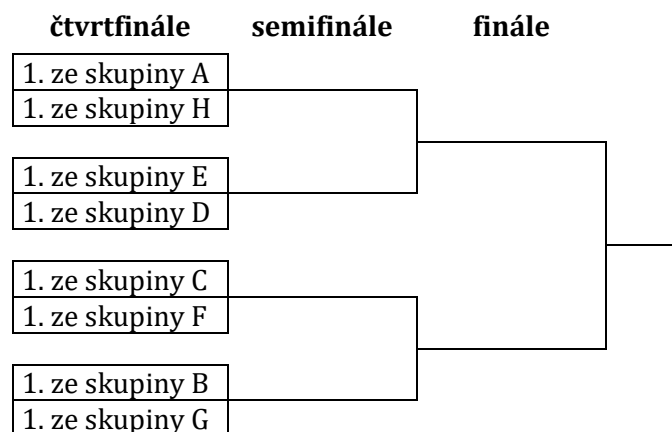 čtvrtfinále semifinále finále
1. ze skupiny A
1. ze skupiny H
1. ze skupiny E
1. ze skupiny D
1. ze skupiny C
1. ze skupiny F
1. ze skupiny B
1. ze skupiny G